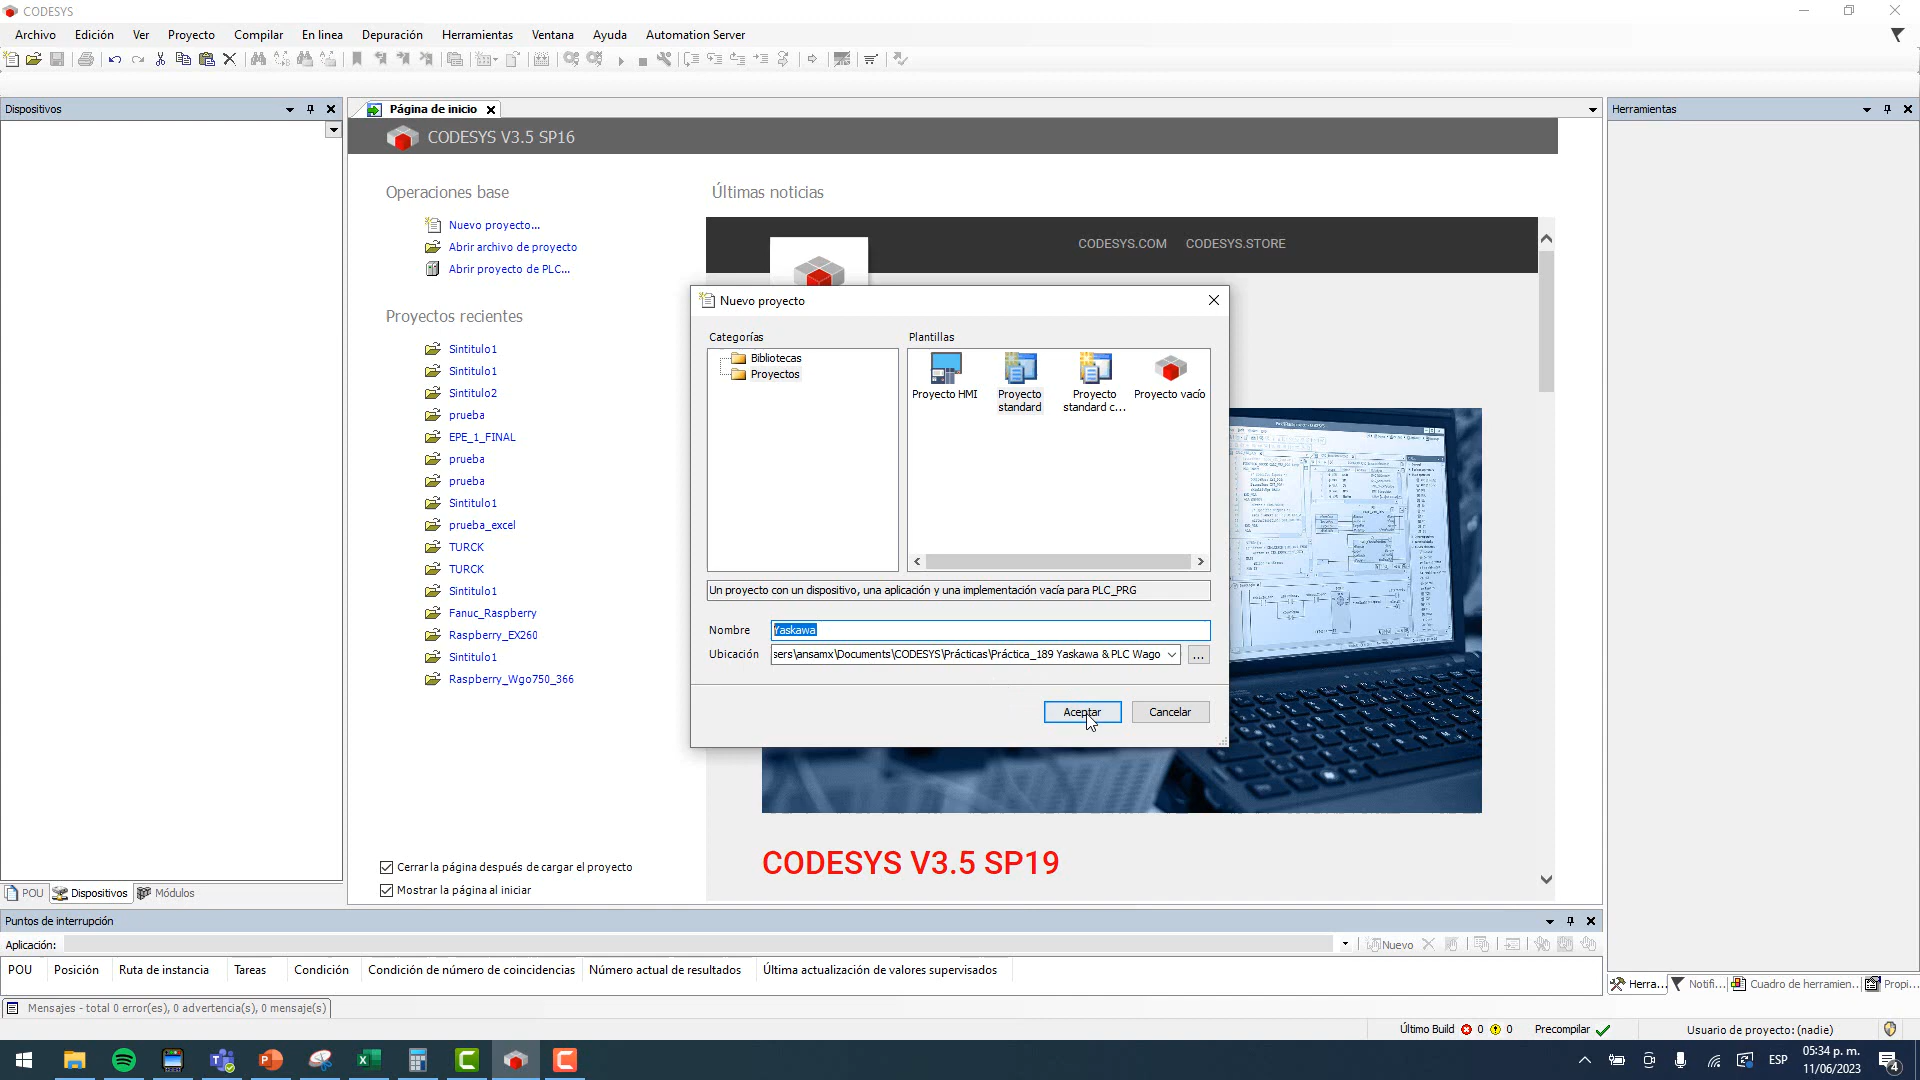 CODESYS
Archivo Edición Ver Proyecto Compilar En linea Depuración Herramientas Ventana Ayuda Automation Server
Dispositivos
Página de inicio
Herramientas
CODESYS V3.5 SP16
Operaciones base
Últimas noticias
Nuevo proyecto...
Abrir archivo de proyecto
Abrir proyecto de PLC...
CODESYS.COM CODESYS.STORE
Proyectos recientes
Sintitulo1
Sintitulo1
Sintitulo2
prueba
EPE_1_FINAL
prueba
prueba
Sintitulo1
prueba_excel
TURCK
TURCK
Sintitulo1
Fanuc_Raspberry
Raspberry_EX260
Sintitulo1
Raspberry_Wgo750_366
Nuevo proyecto
Categorías
Plantillas
Bibliotecas
Proyectos
Proyecto HMI
Proyecto standard
Proyecto standard c...
Proyecto vacío
Un proyecto con un dispositivo, una aplicación y una implementación vacía para PLC_PRG
Nombre Yaskawa
Ubicación sers\ansamx\Documents\CODESYS\Prácticas\Práctica_189 Yaskawa & PLC Wago ...
Aceptar Cancelar
CODESYS V3.5 SP19
Cerrar la página después de cargar el proyecto
Mostrar la página al iniciar
POU Dispositivos Módulos
Puntos de interrupción
Aplicación:
Nuevo
POU Posición Ruta de instancia Tareas Condición Condición de número de coincidencias Número actual de resultados Última actualización de valores supervisados
Herra... Notifi... Cuadro de herramien... Propi...
Mensajes - total 0 error(es), 0 advertencia(s), 0 mensaje(s)
Último Build 0 0 Precompilar Usuario de proyecto: (nadie)
ESP
05:34 p. m.
11/06/2023
4